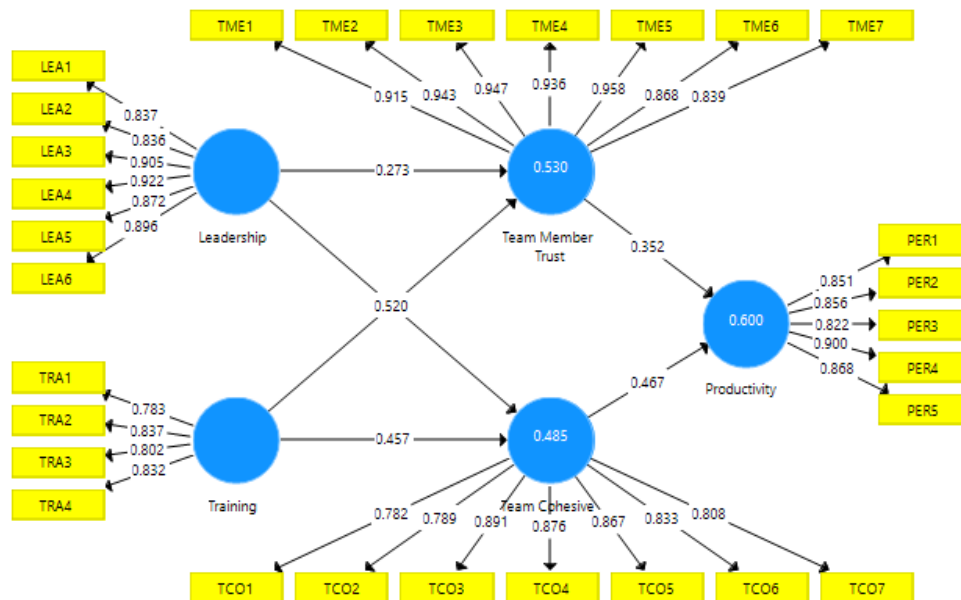 TME1 TME2 TME3 TME4 TME5 TME6 TME7
LEA1
LEA2
LEA3
LEA4
LEA5
LEA6
0.837
0.836
0.905
0.922
0.872
0.896
0.915 0.943 0.947 0.936 0.958 0.868 0.839
Leadership
0.273
0.530
Team Member
Trust
0.352
0.520
TRA1
TRA2
TRA3
TRA4
0.783
0.837
0.802
0.832
Training
0.457
0.485
Team Cohesive
0.467
0.600
Productivity
0.851
0.856
0.822
0.900
0.868
PER1
PER2
PER3
PER4
PER5
0.782 0.789 0.891 0.876 0.867 0.833 0.808
TCO1 TCO2 TCO3 TCO4 TCO5 TCO6 TCO7